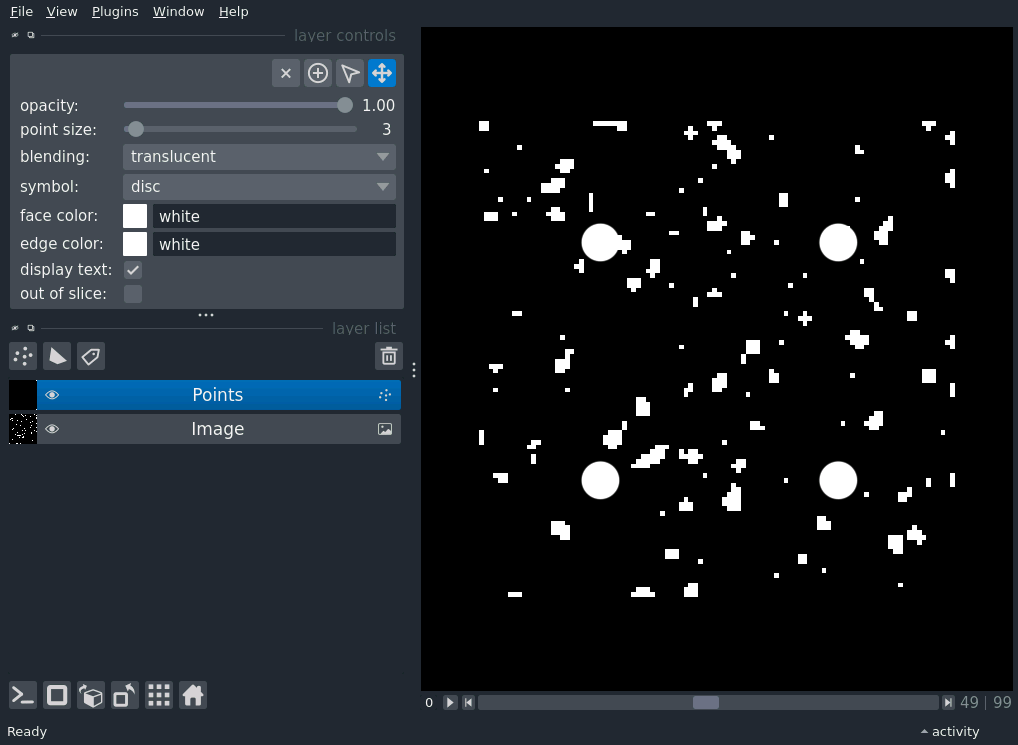 File View Plugins Window Help
layer controls
opacity: 1.00
point size: 3
blending: translucent
symbol: disc
face color: white
edge color: white
display text:
out of slice:
layer list
Points
Image
0 49 | 99
Ready activity